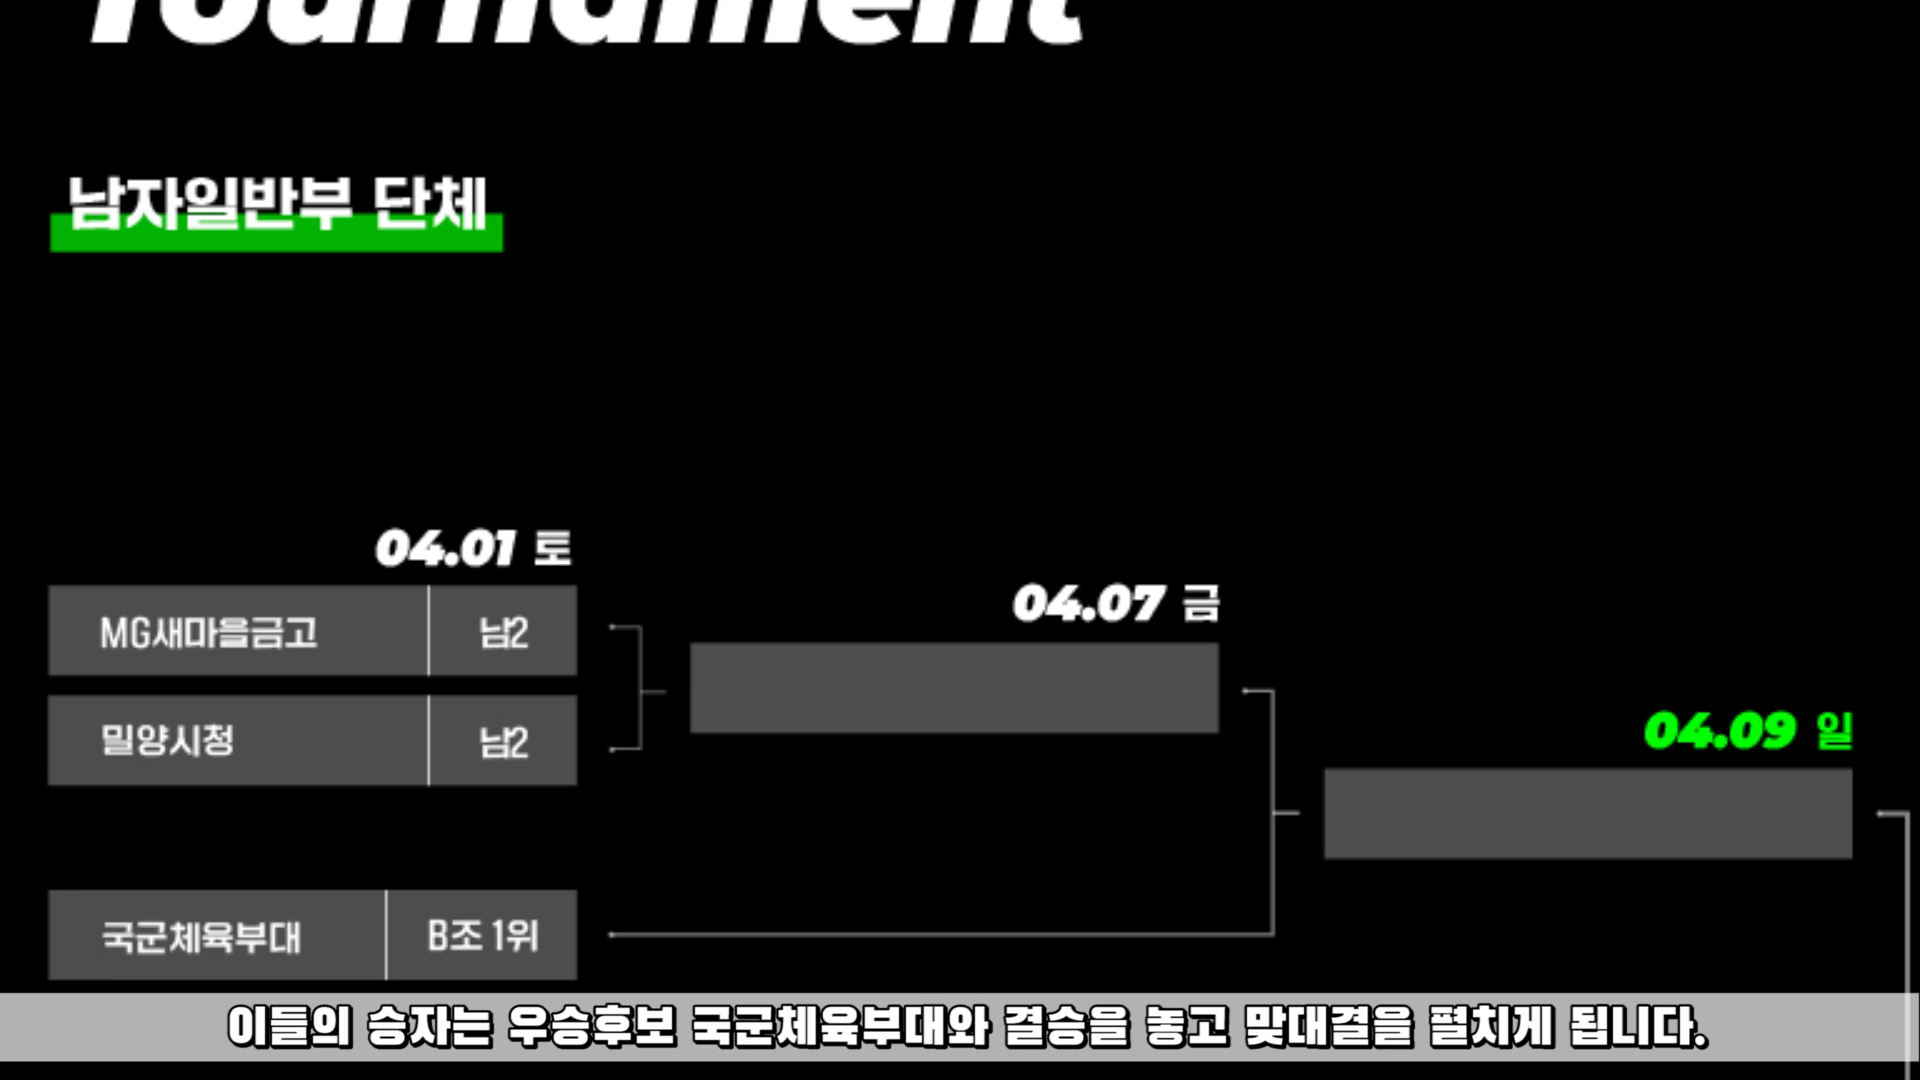 Tournament
남자일반부 단체
04.01 토
MG새마을금고 남2
밀양시청 남2
04.07 금
04.09 일
국군체육부대 B조 1위
이들의 승자는 우승후보 국군체육부대와 결승을 놓고 맞대결을 펼치게 됩니다.